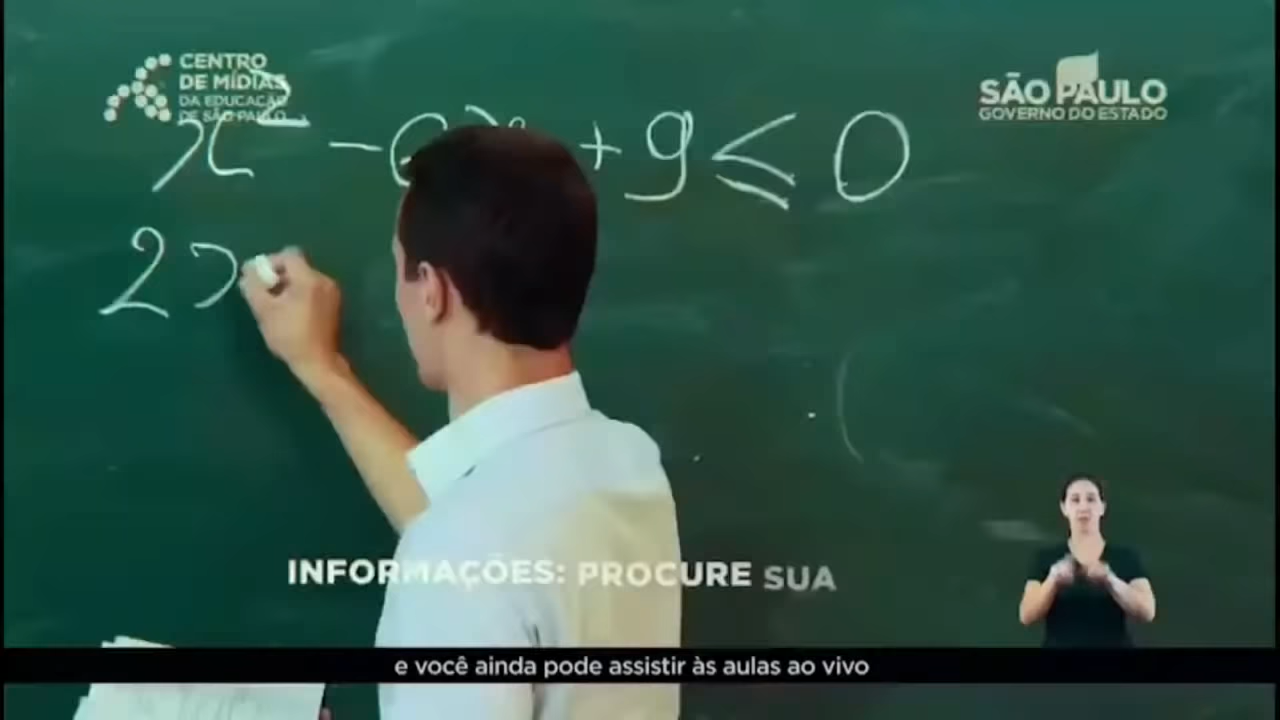 CENTRO
DE MÍDIAS
DA EDUCAÇÃO
DE SÃO PAULO
SÃO PAULO
GOVERNO DO ESTADO
+ 9 ≤ 0
INFORMAÇÕES: PROCURE SUA
e você ainda pode assistir às aulas ao vivo